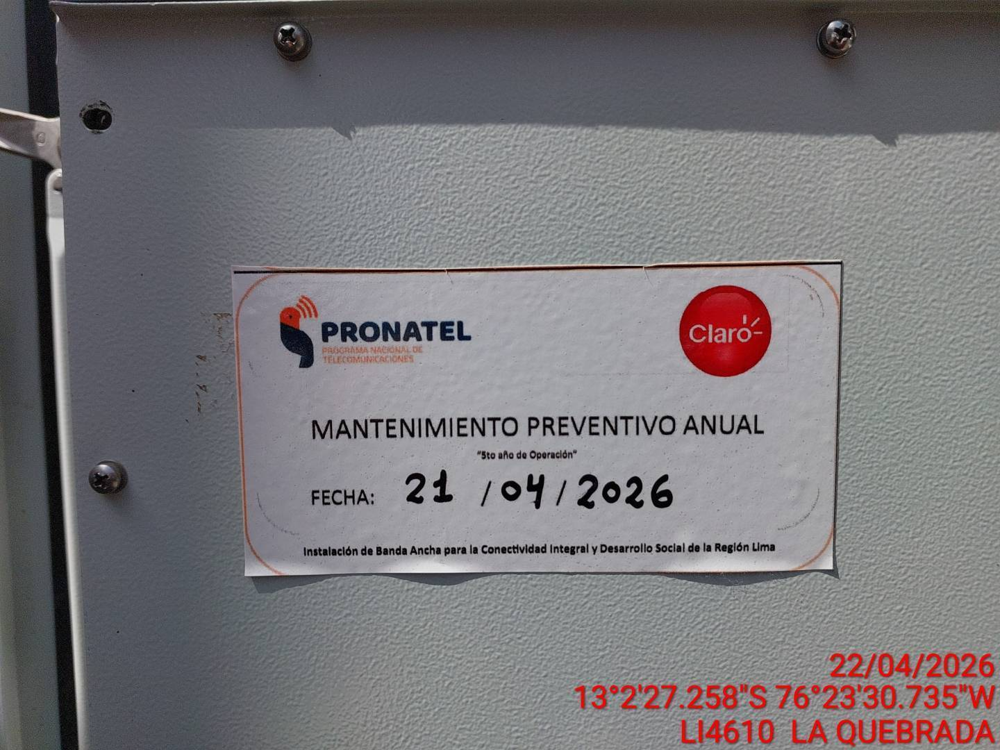 PRONATEL
PROGRAMA NACIONAL DE
TELECOMUNICACIONES
Claro
MANTENIMIENTO PREVENTIVO ANUAL
"5to año de Operación"
FECHA: 21 / 04 / 2026
Instalación de Banda Ancha para la Conectividad Integral y Desarrollo Social de la Región Lima
22/04/2026
13°2'27.258"S 76°23'30.735"W
LI4610 LA QUEBRADA